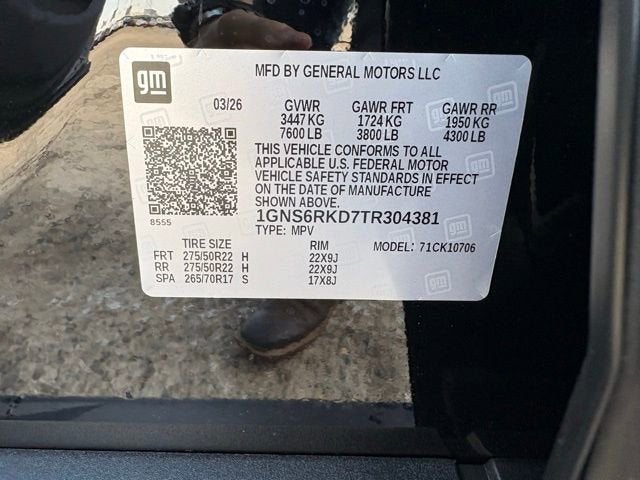 gm
MFD BY GENERAL MOTORS LLC
03/26 GVWR GAWR FRT GAWR RR
3447 KG 1724 KG 1950 KG
7600 LB 3800 LB 4300 LB
THIS VEHICLE CONFORMS TO ALL
APPLICABLE U.S. FEDERAL MOTOR
VEHICLE SAFETY STANDARDS IN EFFECT
ON THE DATE OF MANUFACTURE
SHOWN ABOVE.
8555
1GNS6RKD7TR304381
TYPE: MPV MODEL: 71CK10706
TIRE SIZE RIM
FRT 275/50R22 H 22X9J
RR 275/50R22 H 22X9J
SPA 265/70R17 S 17X8J